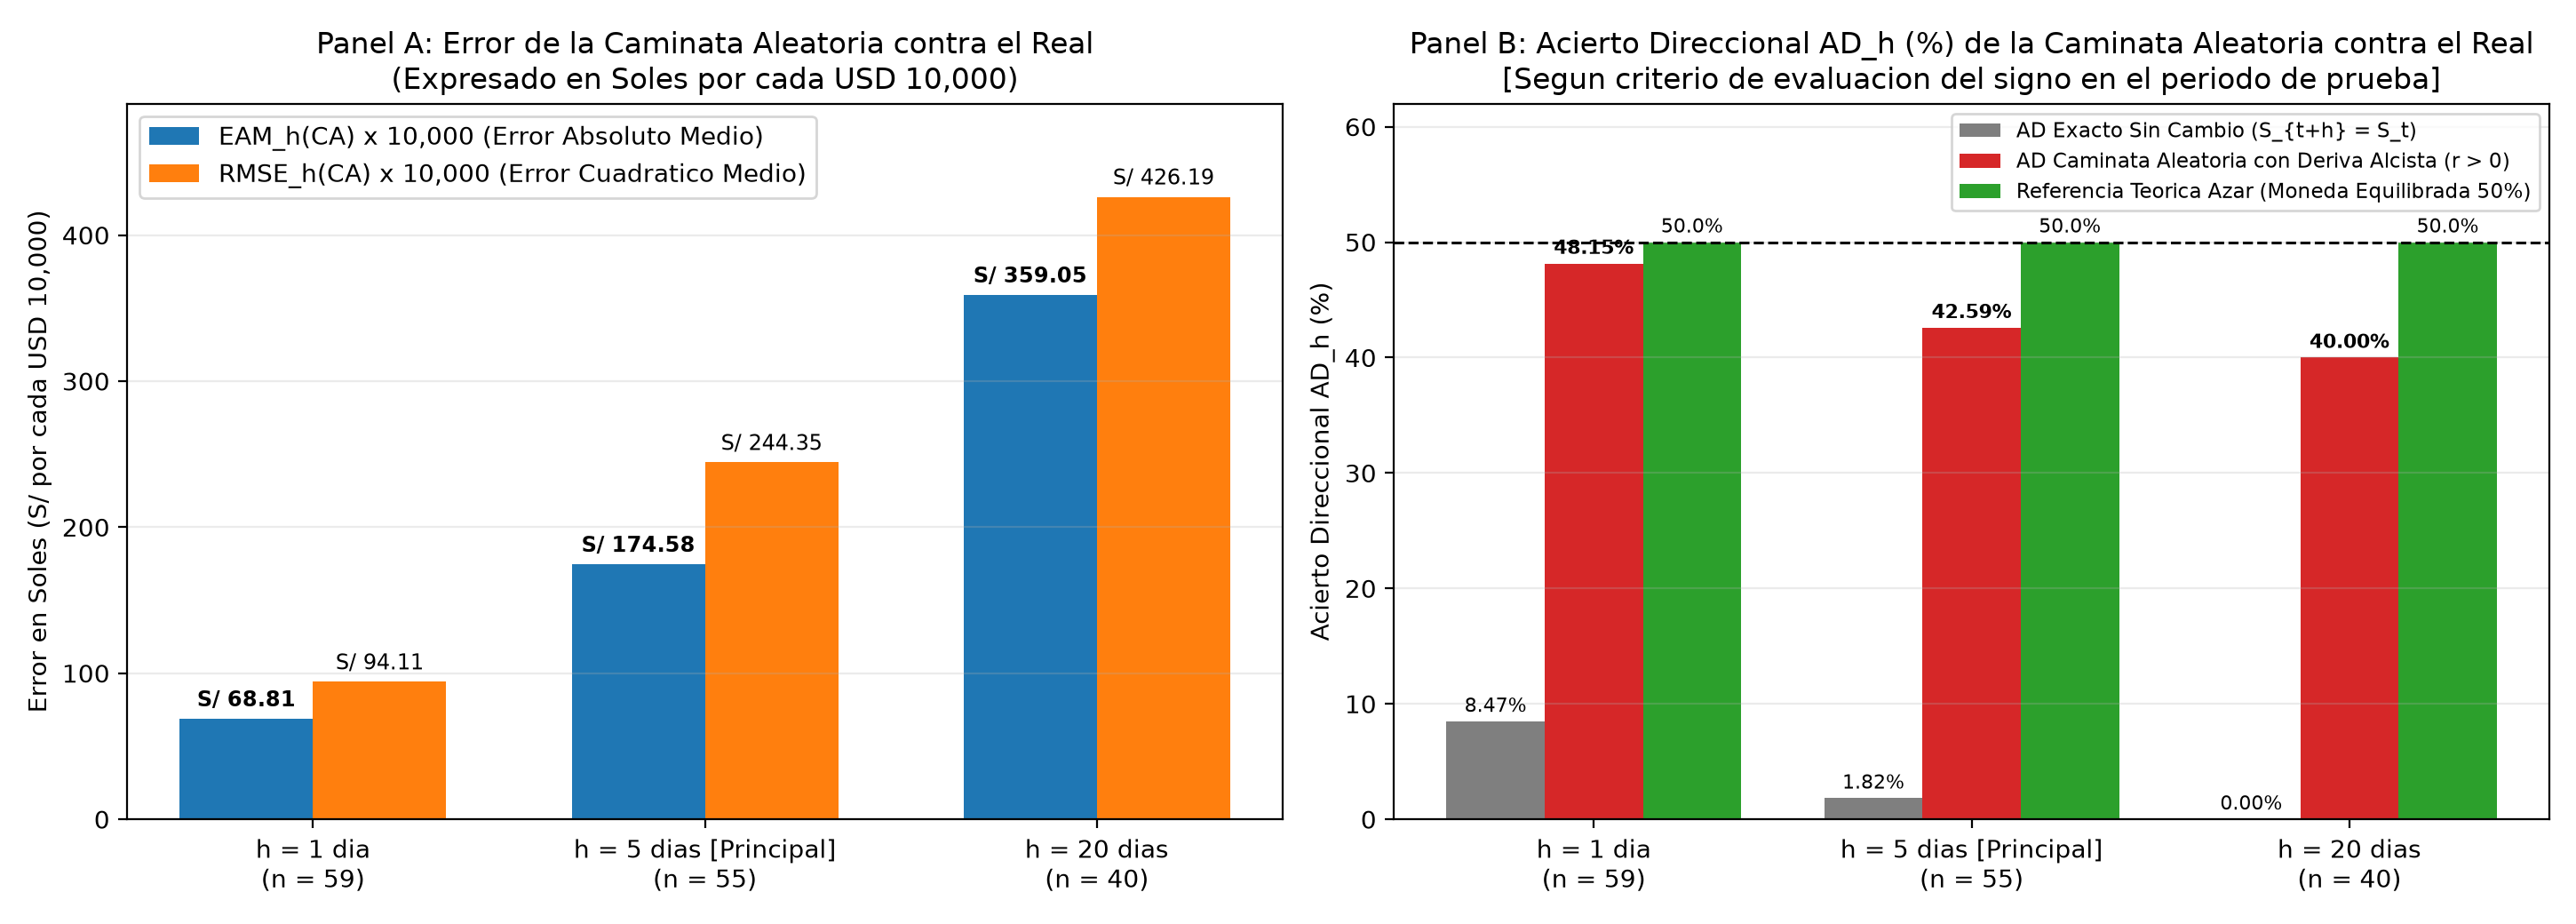 Panel A: Error de la Caminata Aleatoria contra el Real
(Expresado en Soles por cada USD 10,000)
EAM_h(CA) x 10,000 (Error Absoluto Medio)
RMSE_h(CA) x 10,000 (Error Cuadratico Medio)
Error en Soles (S/ por cada USD 10,000)
400
300
200
100
0
S/ 68.81
S/ 94.11
S/ 174.58
S/ 244.35
S/ 359.05
S/ 426.19
h = 1 dia
(n = 59)
h = 5 dias [Principal]
(n = 55)
h = 20 dias
(n = 40)
Panel B: Acierto Direccional AD_h (%) de la Caminata Aleatoria contra el Real
[Segun criterio de evaluacion del signo en el periodo de prueba]
AD Exacto Sin Cambio (S_{t+h} = S_t)
AD Caminata Aleatoria con Deriva Alcista (r > 0)
Referencia Teorica Azar (Moneda Equilibrada 50%)
Acierto Direccional AD_h (%)
60
50
40
30
20
10
0
8.47%
48.15%
50.0%
1.82%
42.59%
50.0%
0.00%
40.00%
50.0%
h = 1 dia
(n = 59)
h = 5 dias [Principal]
(n = 55)
h = 20 dias
(n = 40)